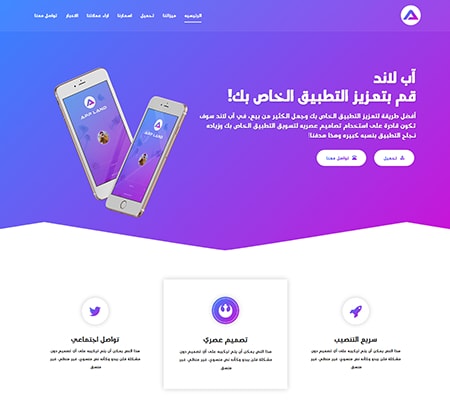 الرئيسيه ميزاتنا تحميل اسعارنا اراء عملائنا الاخبار تواصل معنا
آب لاند
قم بتعزيز التطبيق الخاص بك!
أفضل طريقة لتعزيز التطبيق الخاص بك وجعل الكثير من بيع، في آب لاند سوف
تكون قادرة على استخدام تصاميم عصريه لتسويق التطبيق الخاص بك وزياده
نجاح التطبيق بنسبه كبيره وهذا هدفنا!
تحميل
تواصل معنا
APP LAND
APP LAND
سريع التنصيب
هذا النص يمكن أن يتم تركيبه على أي تصميم دون
مشكلة فلن يبدو وكأنه نص منسوخ، غير منظم، غير
منسق
تصميم عصري
هذا النص يمكن أن يتم تركيبه على أي تصميم دون
مشكلة فلن يبدو وكأنه نص منسوخ، غير منظم، غير
منسق
تواصل اجتماعي
هذا النص يمكن أن يتم تركيبه على أي تصميم دون
مشكلة فلن يبدو وكأنه نص منسوخ، غير منظم، غير
منسق